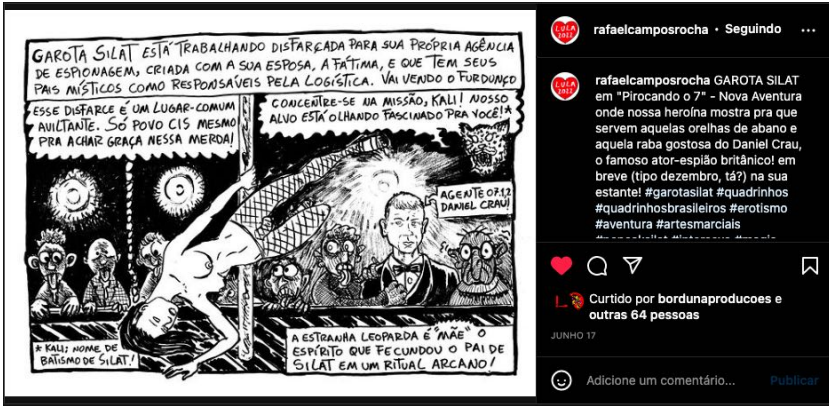 GAROTA SILAT ESTÁ TRABALHANDO DISFARÇADA PARA SUA PRÓPRIA AGÊNCIA
DE ESPIONAGEM, CRIADA COM A SUA ESPOSA, A FÁTIMA, E QUE TEM SEUS
PAIS MÍSTICOS COMO RESPONSÁVEIS PELA LOGÍSTICA. VAI VENDO O FURDUNÇO
ESSE DISFARCE É UM LUGAR-COMUM
AVILTANTE. SÓ POVO CIS MESMO
PRA ACHAR GRAÇA NESSA MERDA!
CONCENTRE-SE NA MISSÃO, KALI! NOSSO
ALVO ESTÁ OLHANDO FASCINADO PRA VOCÊ!*
AGENTE 07.12
DANIEL CRAU!
* KALI: NOME DE
BATISMO DE SILAT!
A ESTRANHA LEOPARDA É "MÃE" O
ESPÍRITO QUE FECUNDOU O PAI DE
SILAT EM UM RITUAL ARCANO!
LULA
2022
rafaelcamposrocha • Seguindo
LULA
2022
rafaelcamposrocha GAROTA SILAT
em "Pirocando o 7" - Nova Aventura
onde nossa heroína mostra pra que
servem aquelas orelhas de abano e
aquela raba gostosa do Daniel Crau,
o famoso ator-espião britânico! em
breve (tipo dezembro, tá?) na sua
estante! #garotasilat #quadrinhos
#quadrinhosbrasileiros #erotismo
#aventura #artesmarciais
Curtido por bordunaproducoes e
outras 64 pessoas
JUNHO 17
Adicione um comentário...
Publicar